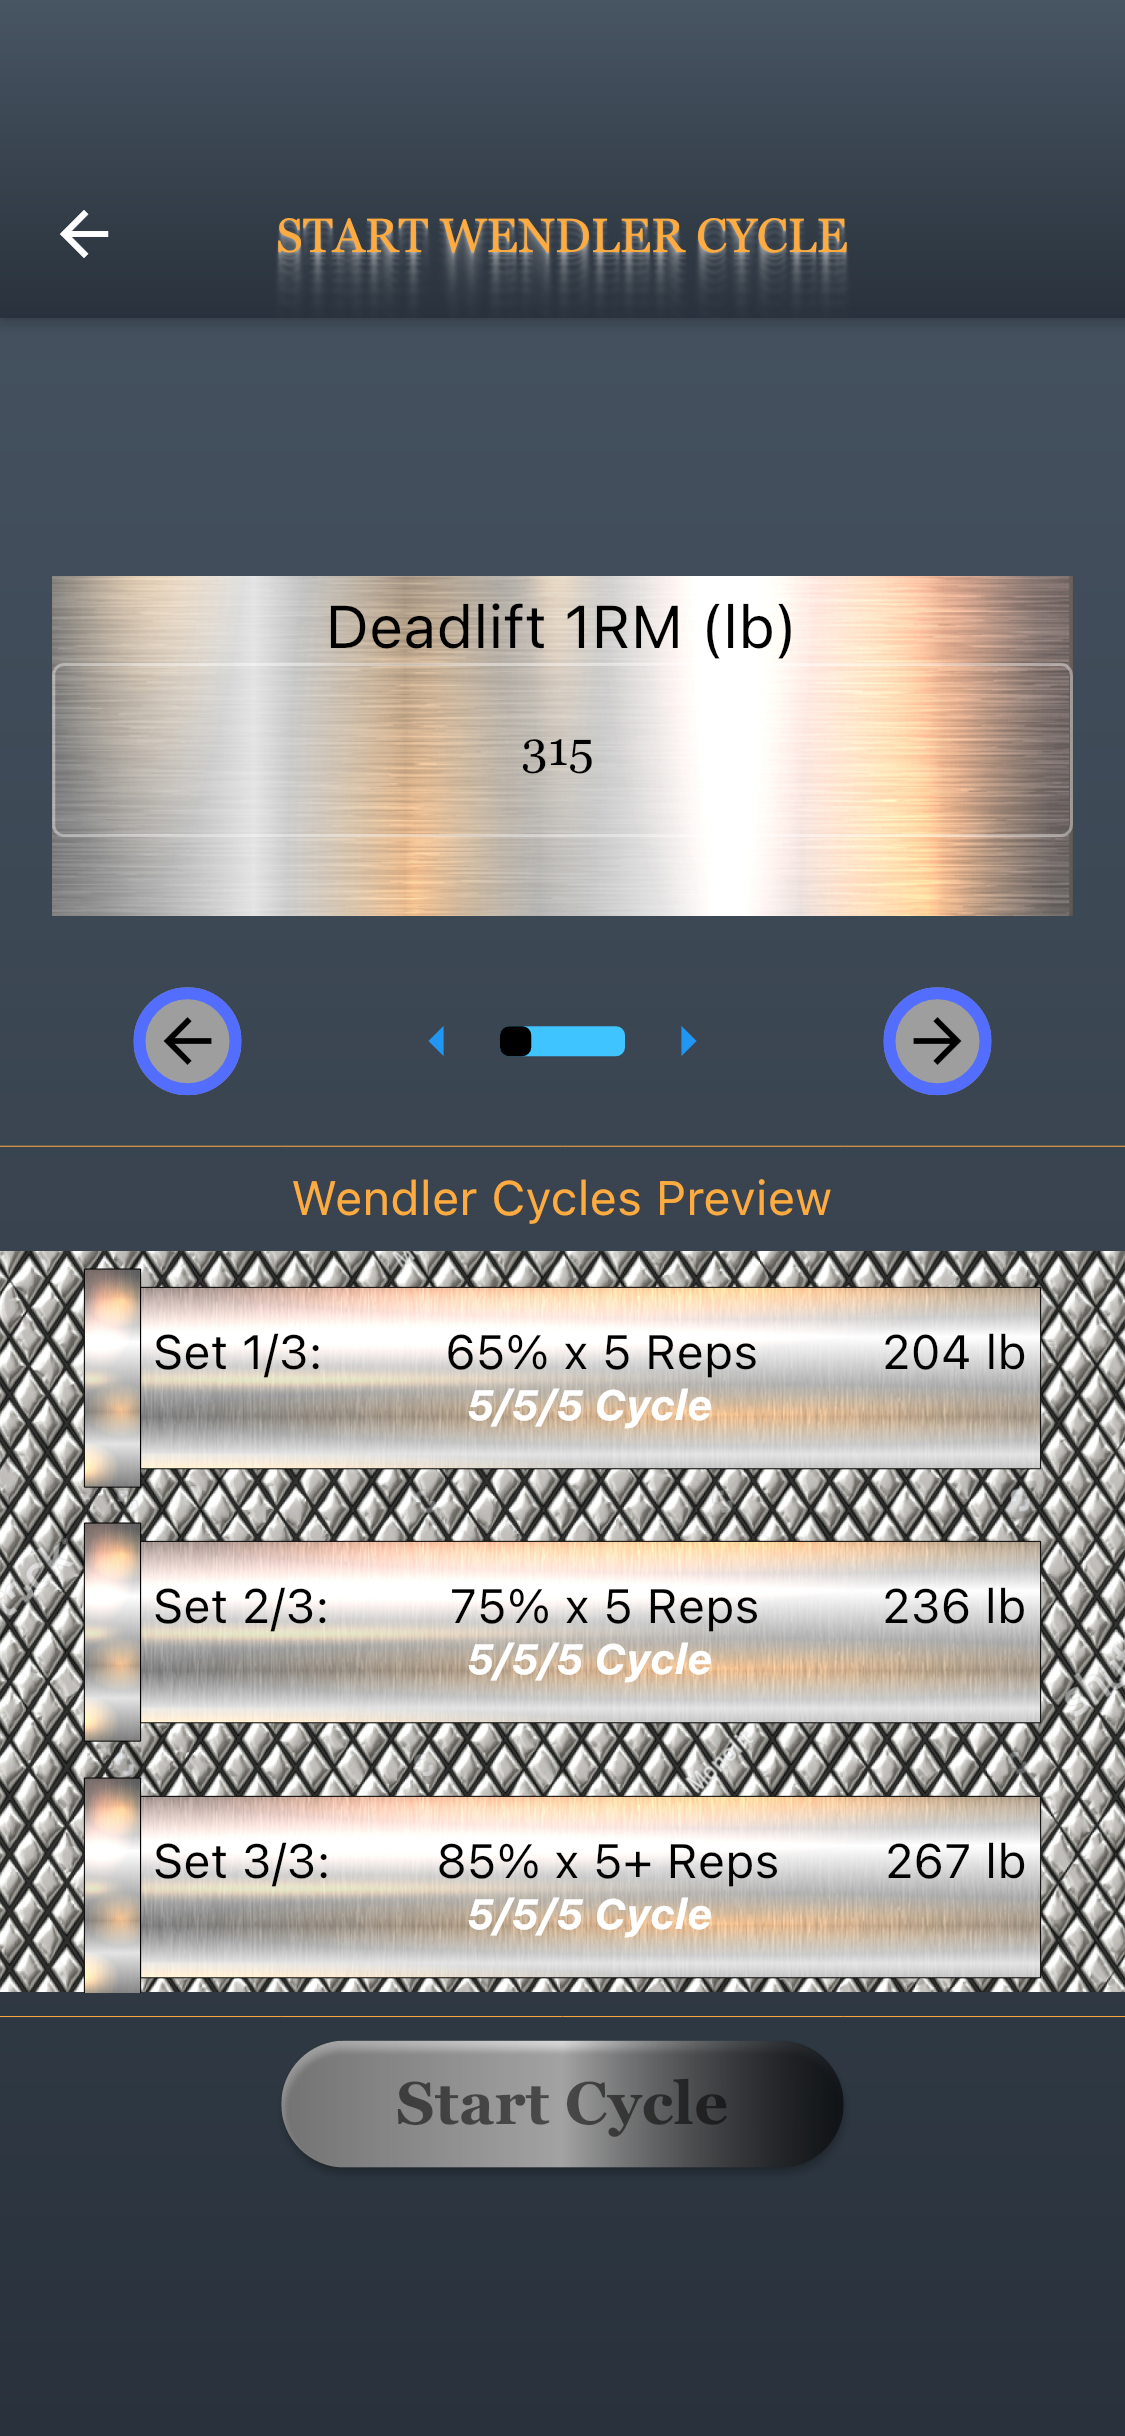 START WENDLER CYCLE
Deadlift 1RM (lb)
315
Wendler Cycles Preview
Set 1/3: 65% x 5 Reps 204 lb
5/5/5 Cycle
Set 2/3: 75% x 5 Reps 236 lb
5/5/5 Cycle
Set 3/3: 85% x 5+ Reps 267 lb
5/5/5 Cycle
Start Cycle